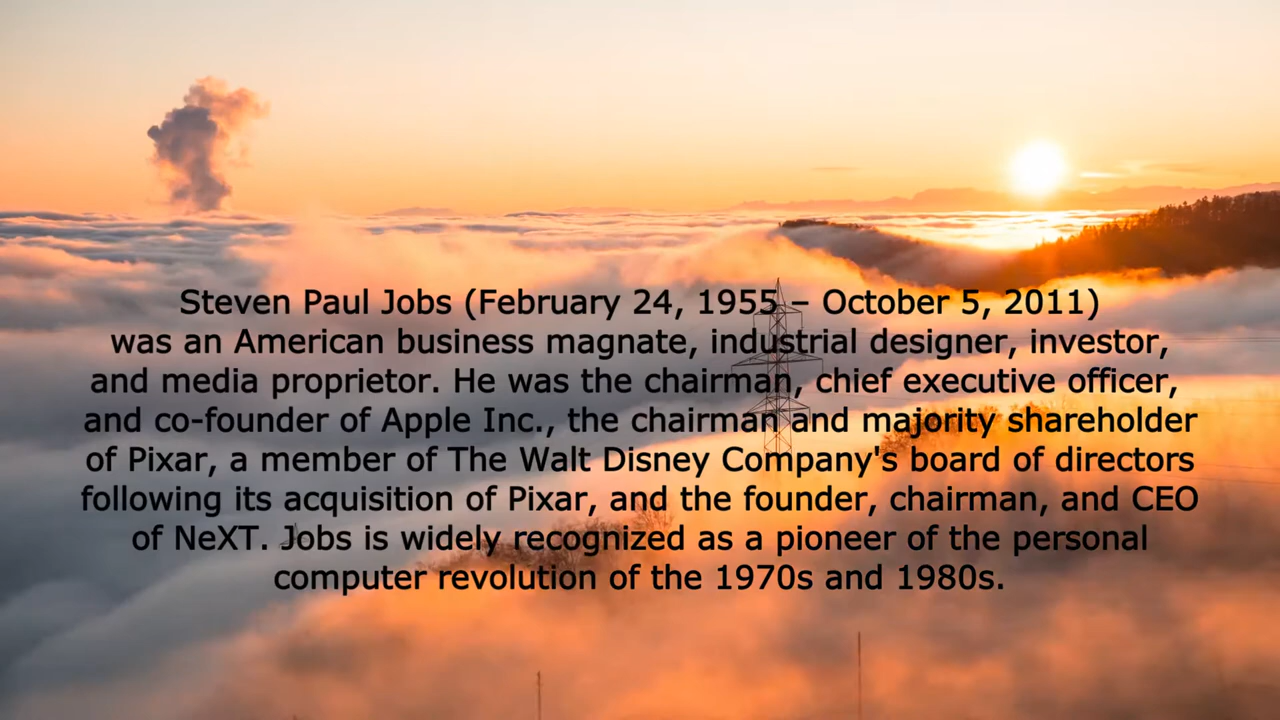 Steven Paul Jobs (February 24, 1955 – October 5, 2011)
was an American business magnate, industrial designer, investor,
and media proprietor. He was the chairman, chief executive officer,
and co-founder of Apple Inc., the chairman and majority shareholder
of Pixar, a member of The Walt Disney Company's board of directors
following its acquisition of Pixar, and the founder, chairman, and CEO
of NeXT. Jobs is widely recognized as a pioneer of the personal
computer revolution of the 1970s and 1980s.